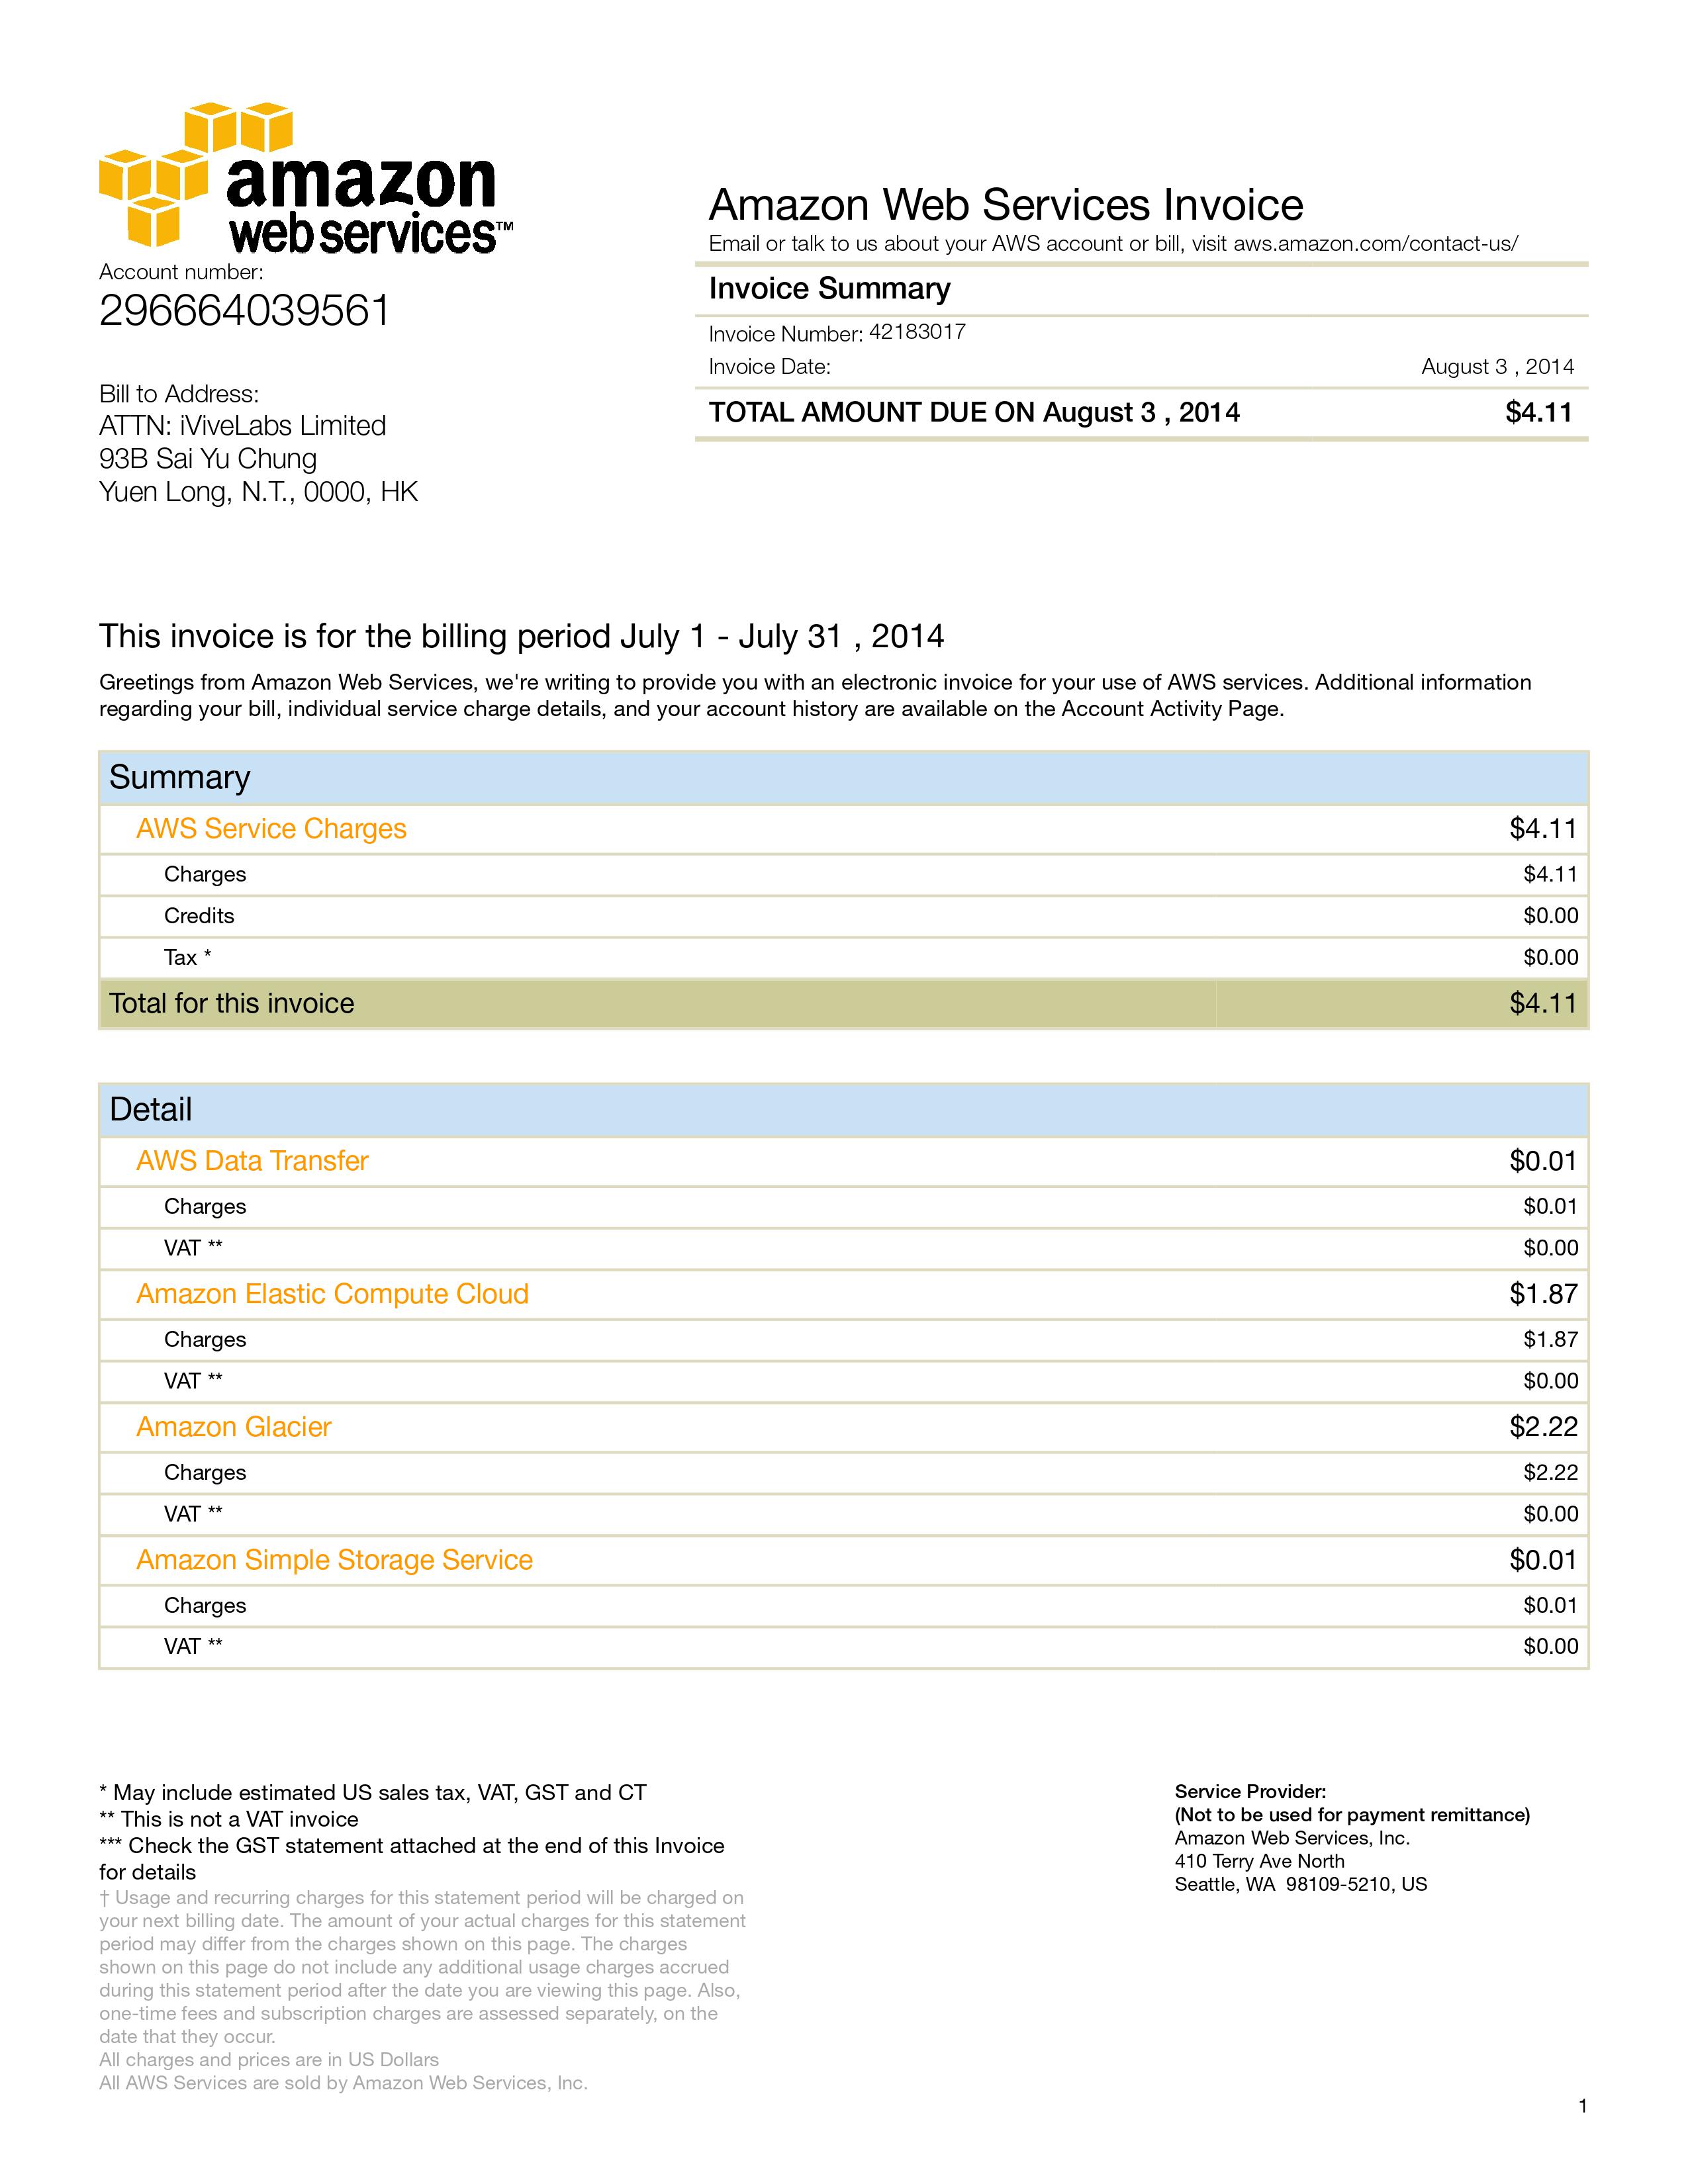 amazon
webservices™
Account number:
296664039561
Bill to Address:
ATTN: iViveLabs Limited
93B Sai Yu Chung
Yuen Long, N.T., 0000, HK
Amazon Web Services Invoice
Email or talk to us about your AWS account or bill, visit aws.amazon.com/contact-us/
Invoice Summary
Invoice Number: 42183017
Invoice Date: August 3 , 2014
TOTAL AMOUNT DUE ON August 3 , 2014 $4.11
This invoice is for the billing period July 1 - July 31 , 2014
Greetings from Amazon Web Services, we're writing to provide you with an electronic invoice for your use of AWS services. Additional information
regarding your bill, individual service charge details, and your account history are available on the Account Activity Page.
Summary
AWS Service Charges $4.11
Charges $4.11
Credits $0.00
Tax * $0.00
Total for this invoice $4.11
Detail
AWS Data Transfer $0.01
Charges $0.01
VAT ** $0.00
Amazon Elastic Compute Cloud $1.87
Charges $1.87
VAT ** $0.00
Amazon Glacier $2.22
Charges $2.22
VAT ** $0.00
Amazon Simple Storage Service $0.01
Charges $0.01
VAT ** $0.00
* May include estimated US sales tax, VAT, GST and CT
** This is not a VAT invoice
*** Check the GST statement attached at the end of this Invoice
for details
† Usage and recurring charges for this statement period will be charged on
your next billing date. The amount of your actual charges for this statement
period may differ from the charges shown on this page. The charges
shown on this page do not include any additional usage charges accrued
during this statement period after the date you are viewing this page. Also,
one-time fees and subscription charges are assessed separately, on the
date that they occur.
All charges and prices are in US Dollars
All AWS Services are sold by Amazon Web Services, Inc.
Service Provider:
(Not to be used for payment remittance)
Amazon Web Services, Inc.
410 Terry Ave North
Seattle, WA 98109-5210, US
1